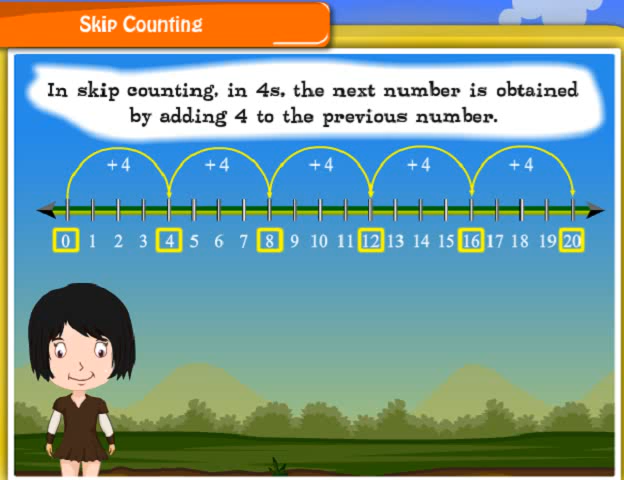 Skip Counting
In skip counting, in 4s, the next number is obtained
by adding 4 to the previous number.
+4 +4 +4 +4 +4
0 1 2 3 4 5 6 7 8 9 10 11 12 13 14 15 16 17 18 19 20